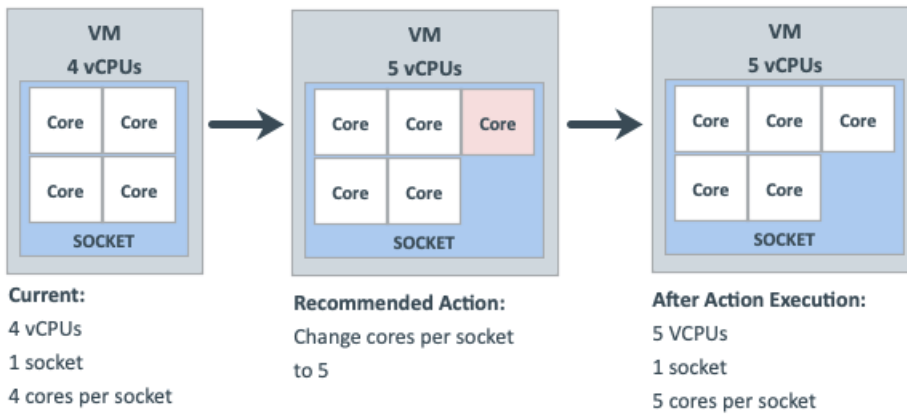 VM
4 vCPUs
Core Core
Core Core
SOCKET
Current:
4 vCPUs
1 socket
4 cores per socket
VM
5 vCPUs
Core Core Core
Core Core
SOCKET
Recommended Action:
Change cores per socket
to 5
VM
5 vCPUs
Core Core Core
Core Core
SOCKET
After Action Execution:
5 VCPUs
1 socket
5 cores per socket